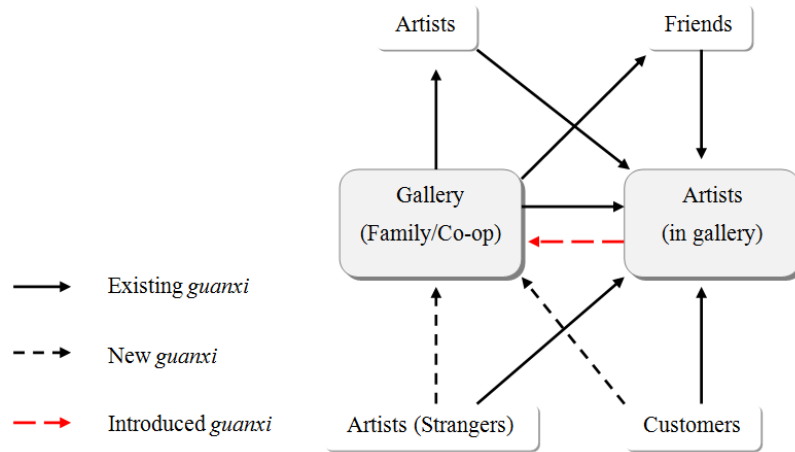 Artists
Friends
Gallery
(Family/Co-op)
Artists
(in gallery)
Existing guanxi
New guanxi
Introduced guanxi
Artists (Strangers)
Customers